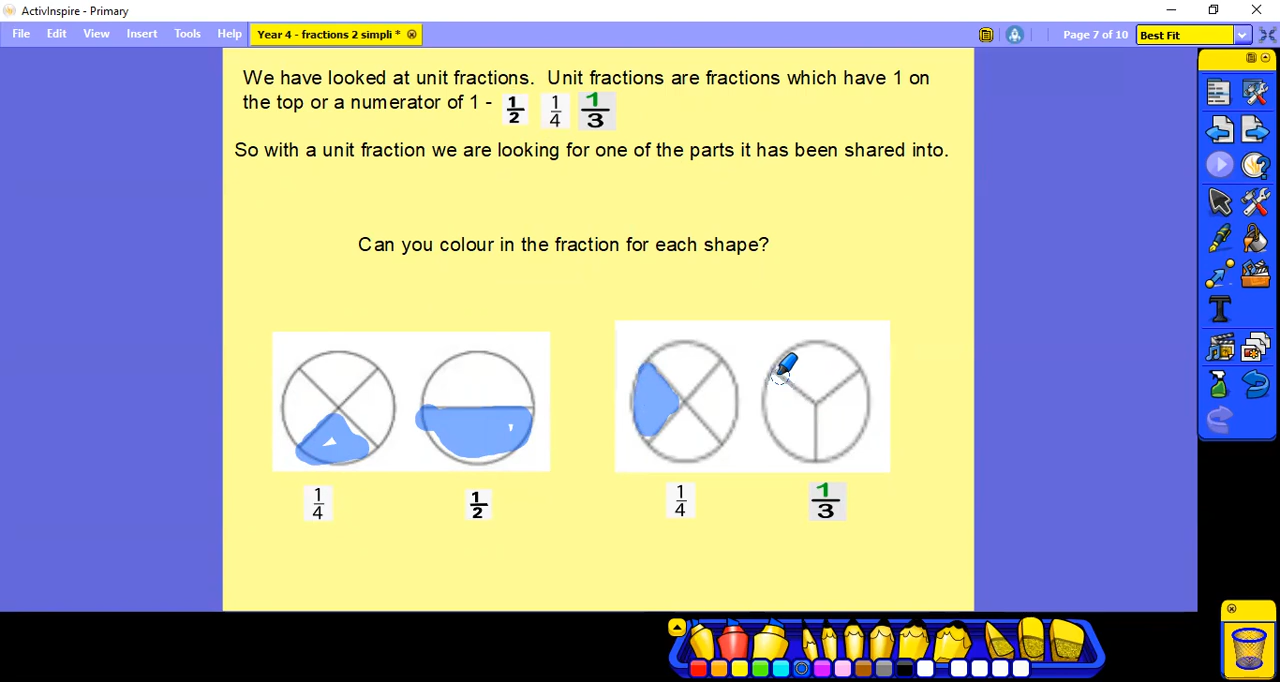 ActivInspire - Primary
File Edit View Insert Tools Help Year 4 - fractions 2 simpli * Page 7 of 10 Best Fit
We have looked at unit fractions. Unit fractions are fractions which have 1 on
the top or a numerator of 1 - 1/2 1/4 1/3
So with a unit fraction we are looking for one of the parts it has been shared into.
Can you colour in the fraction for each shape?
1/4 1/2 1/4 1/3